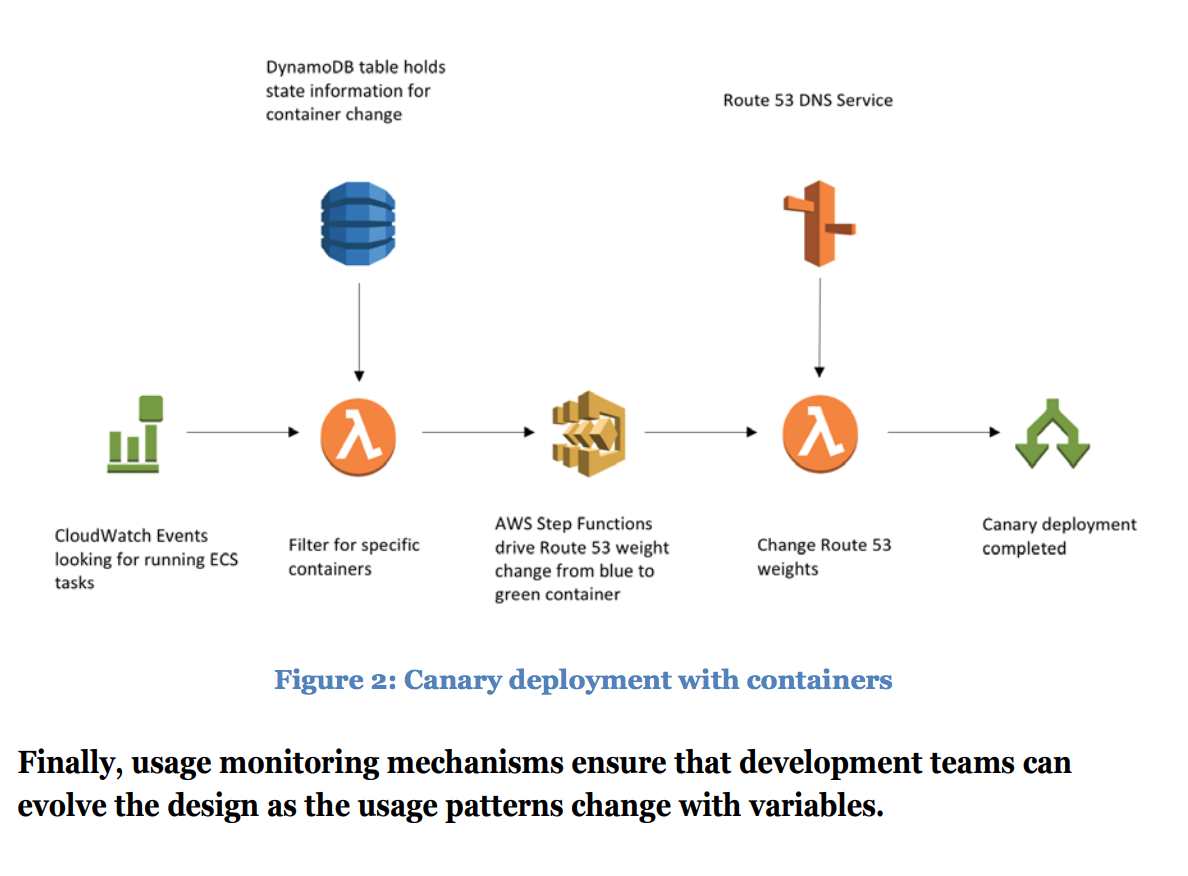 DynamoDB table holds
state information for
container change
Route 53 DNS Service
CloudWatch Events
looking for running ECS
tasks
Filter for specific
containers
AWS Step Functions
drive Route 53 weight
change from blue to
green container
Change Route 53
weights
Canary deployment
completed
Figure 2: Canary deployment with containers
Finally, usage monitoring mechanisms ensure that development teams can
evolve the design as the usage patterns change with variables.